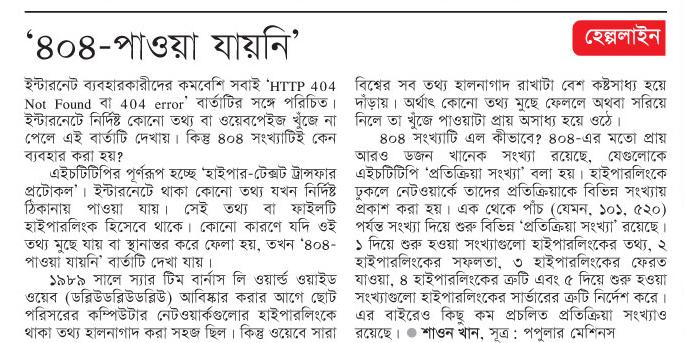 ‘৪০৪-পাওয়া যায়নি’
হেল্পলাইন
ইন্টারনেট ব্যবহারকারীদের কমবেশি সবাই ‘HTTP 404
Not Found বা 404 error’ বার্তাটির সঙ্গে পরিচিত।
ইন্টারনেটে নির্দিষ্ট কোনো তথ্য বা ওয়েবপেইজ খুঁজে না
পেলে এই বার্তাটি দেখায়। কিন্তু ৪০৪ সংখ্যাটিই কেন
ব্যবহার করা হয়?
এইচটিটিপির পূর্ণরূপ হচ্ছে ‘হাইপার-টেক্সট ট্রান্সফার
প্রটোকল’। ইন্টারনেটে থাকা কোনো তথ্য যখন নির্দিষ্ট
ঠিকানায় পাওয়া যায়। সেই তথ্য বা ফাইলটি
হাইপারলিংক হিসেবে থাকে। কোনো কারণে যদি ওই
তথ্য মুছে যায় বা স্থানান্তর করে ফেলা হয়, তখন ‘৪০৪-
পাওয়া যায়নি’ বার্তাটি দেখা যায়।
১৯৮৯ সালে স্যার টিম বার্নাস লি ওয়ার্ল্ড ওয়াইড
ওয়েব (ডব্লিউডব্লিউডব্লিউ) আবিষ্কার করার আগে ছোট
পরিসরের কম্পিউটার নেটওয়ার্কগুলোর হাইপারলিংকে
থাকা তথ্য হালনাগাদ করা সহজ ছিল। কিন্তু ওয়েবে সারা
বিশ্বের সব তথ্য হালনাগাদ রাখাটা বেশ কষ্টসাধ্য হয়ে
দাঁড়ায়। অর্থাৎ কোনো তথ্য মুছে ফেললে অথবা সরিয়ে
নিলে তা খুঁজে পাওয়াটা প্রায় অসাধ্য হয়ে ওঠে।
৪০৪ সংখ্যাটি এল কীভাবে? ৪০৪-এর মতো প্রায়
আরও ডজন খানেক সংখ্যা রয়েছে, যেগুলোকে
এইচটিটিপি ‘প্রতিক্রিয়া সংখ্যা’ বলা হয়। হাইপারলিংকে
ঢুকলে নেটওয়ার্কে তাদের প্রতিক্রিয়াকে বিভিন্ন সংখ্যায়
প্রকাশ করা হয়। এক থেকে পাঁচ (যেমন, ১০১, ৫২০)
পর্যন্ত সংখ্যা দিয়ে শুরু বিভিন্ন ‘প্রতিক্রিয়া সংখ্যা’ রয়েছে।
১ দিয়ে শুরু হওয়া সংখ্যাগুলো হাইপারলিংকের তথ্য, ২
হাইপারলিংকের সফলতা, ৩ হাইপারলিংকের ফেরত
যাওয়া, ৪ হাইপারলিংকের ত্রুটি এবং ৫ দিয়ে শুরু হওয়া
সংখ্যাগুলো হাইপারলিংকের সার্ভারের ত্রুটি নির্দেশ করে।
এর বাইরেও কিছু কম প্রচলিত প্রতিক্রিয়া সংখ্যাও
রয়েছে। ● শাওন খান, সূত্র : পপুলার মেশিনস